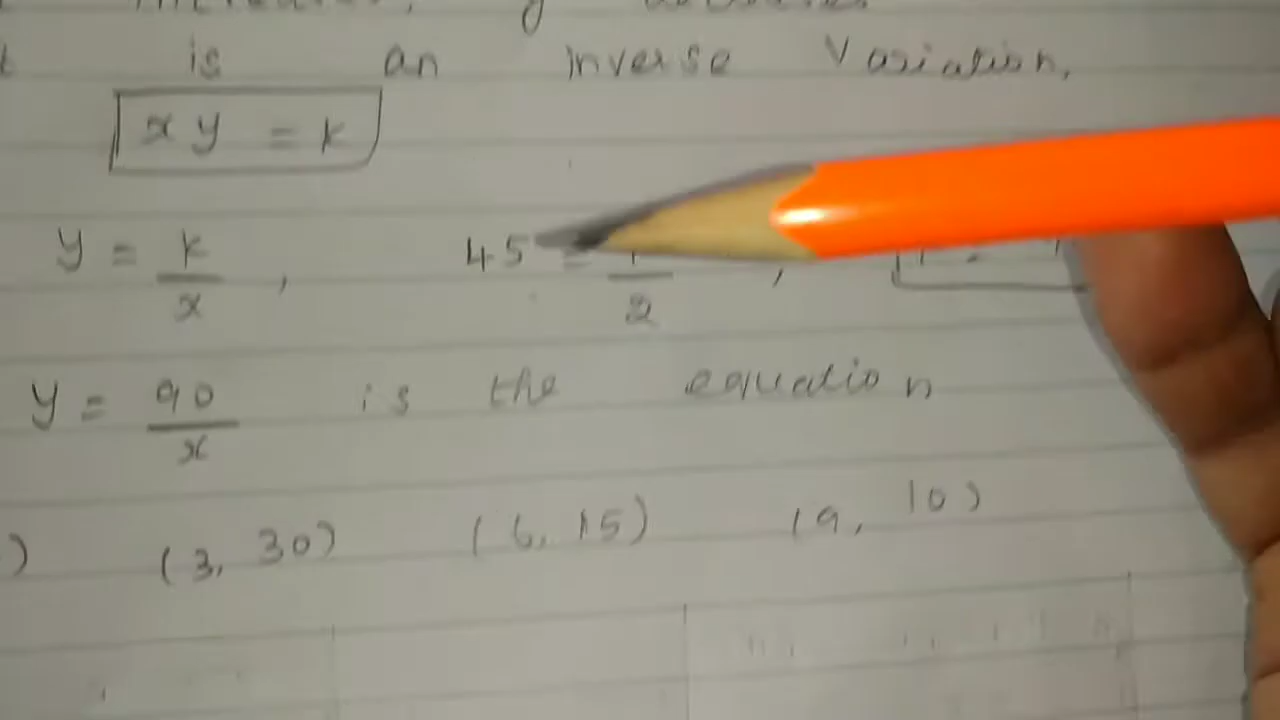 is an inverse variation.
xy = k
y = k/x , 45 = /2 ,
y = 90/x is the equation
) (3, 30) (6, 15) (9, 10)